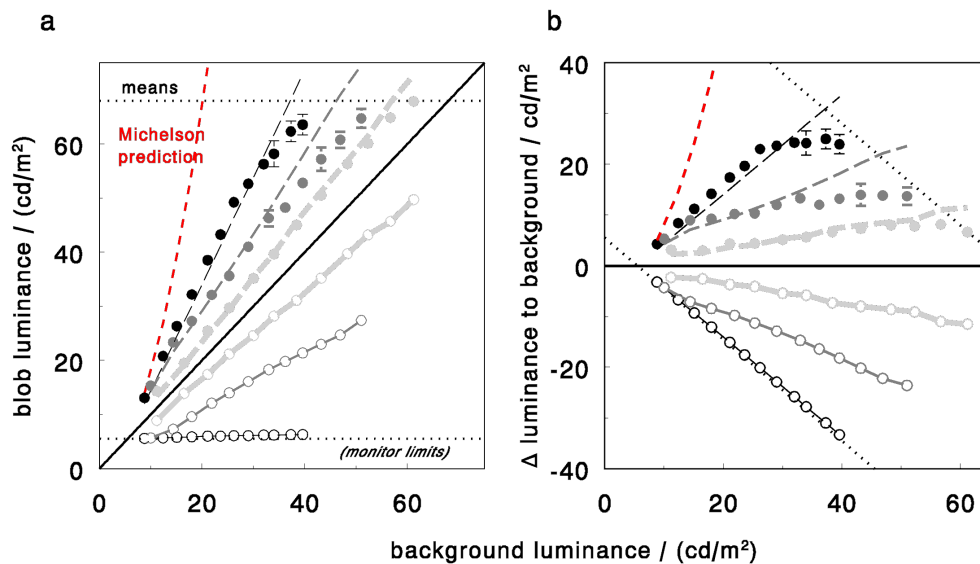 a
b
means
Michelson
prediction
(monitor limits)
60
40
20
0
0
20
40
60
blob luminance / (cd/m²)
40
20
0
-20
-40
0
20
40
60
Δ luminance to background / cd/m²
background luminance / (cd/m²)